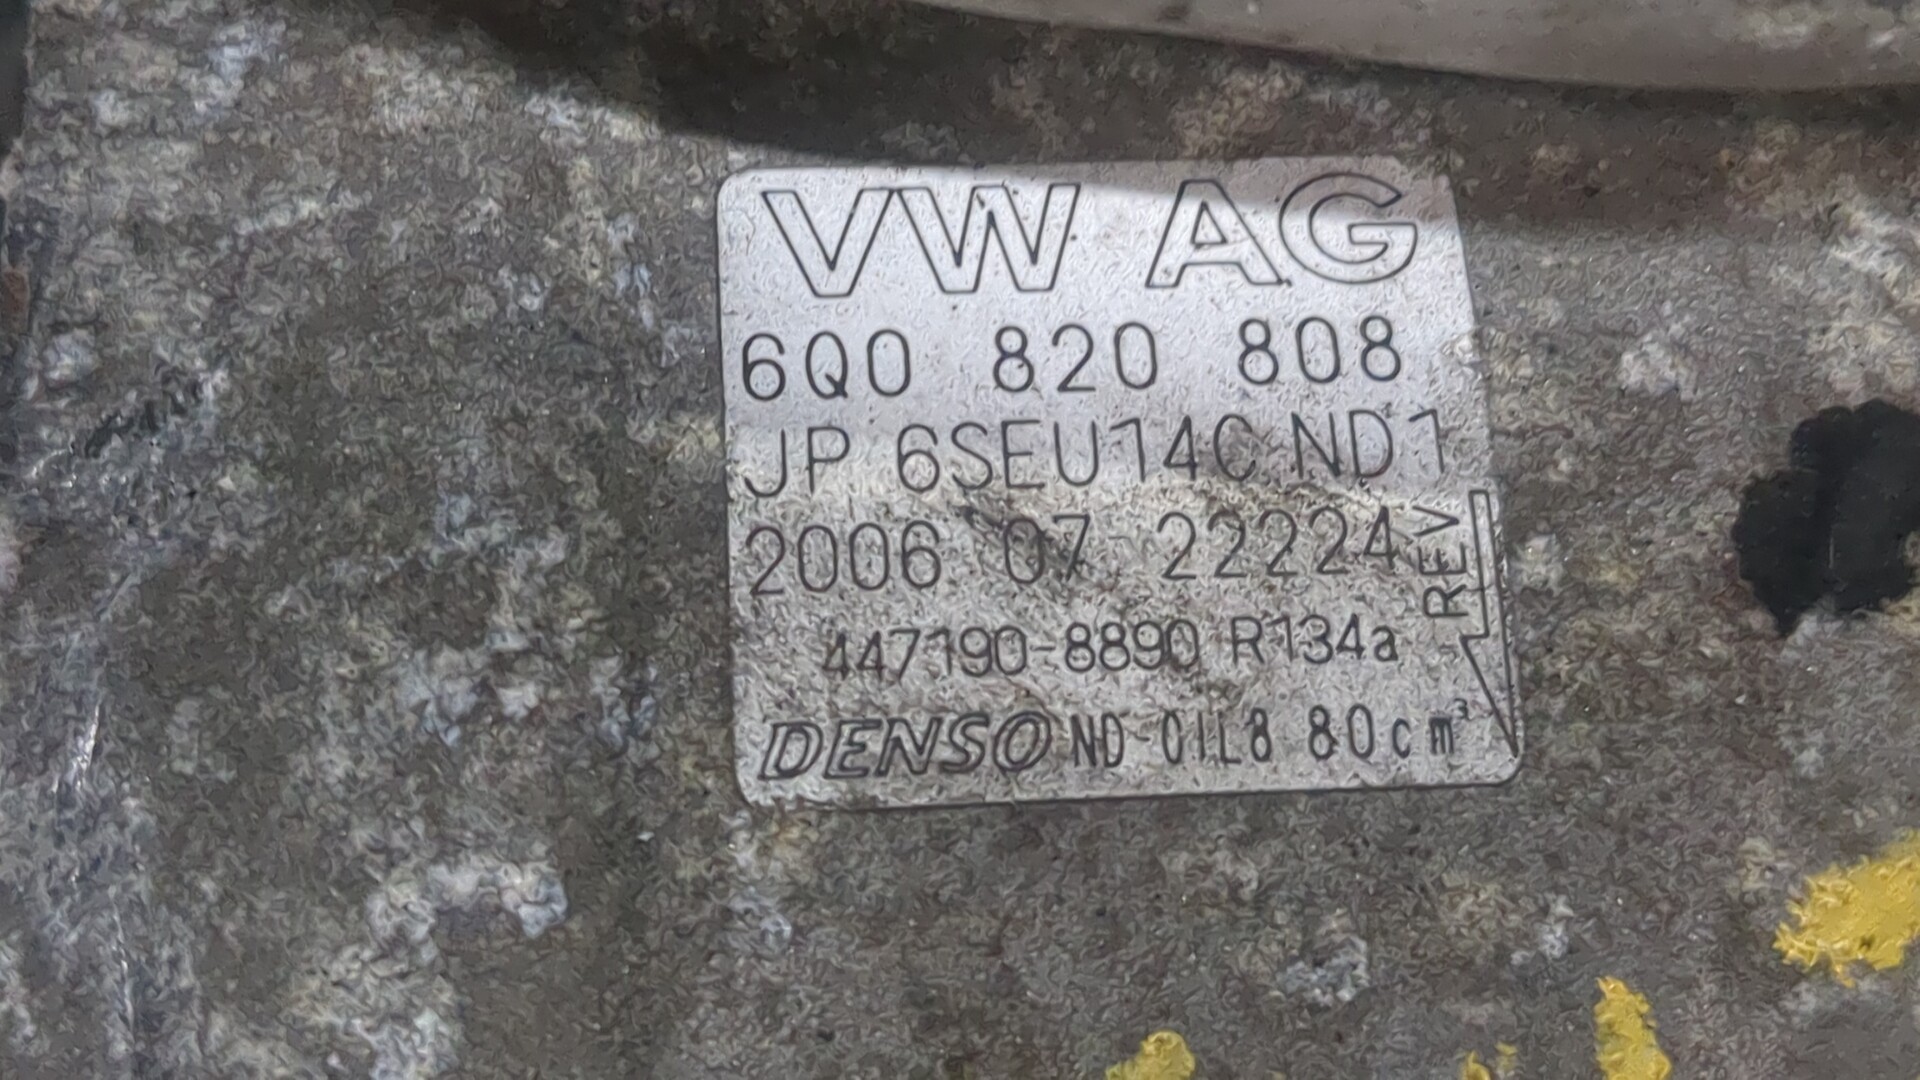 VW AG
6Q0 820 808
JP 6SEU14C ND1
2006 07 22224
REV
447190-8890 R134a
DENSO ND-OIL8 80cm³